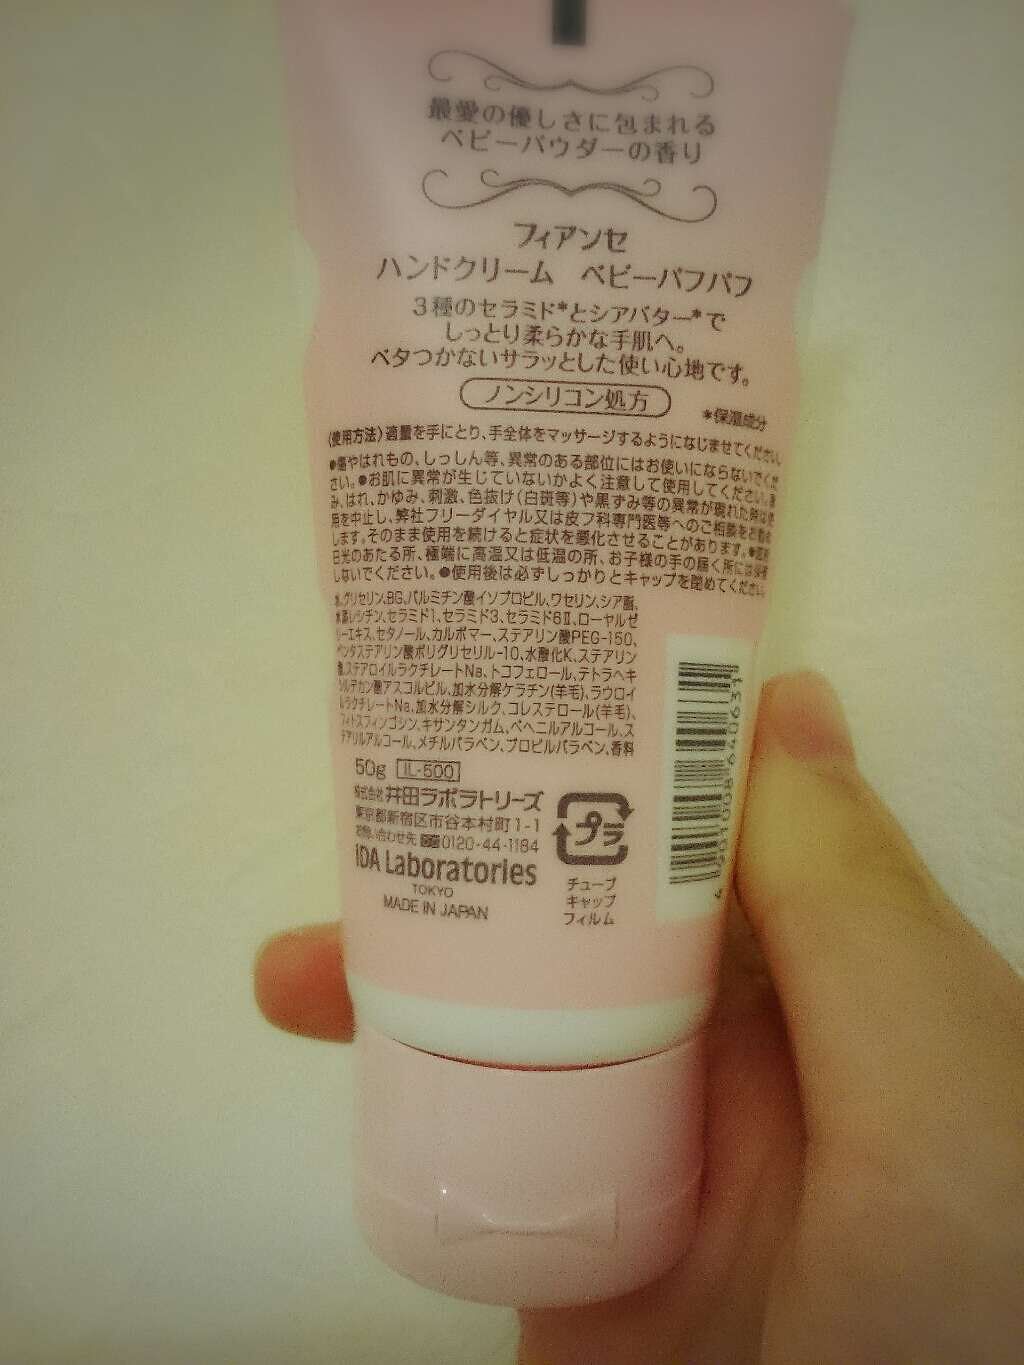 最愛の優しさに包まれる
ベビーパウダーの香り
フィアンセ
ハンドクリーム ベビーパフパフ
3種のセラミド*とシアバター*で
しっとり柔らかな手肌へ。
ベタつかないサラッとした使い心地です。
ノンシリコン処方
*保湿成分
〈使用方法〉適量を手にとり、手全体をマッサージするようになじませてください。
●傷やはれもの、しっしん等、異常のある部位にはお使いにならないでくだ
さい。●お肌に異常が生じていないかよく注意して使用してください。
み、はれ、かゆみ、刺激、色抜け(白斑等)や黒ずみ等の異常が現れた時は使
用を中止し、弊社フリーダイヤル又は皮フ科専門医等へのご相談をお勧め
します。そのまま使用を続けると症状を悪化させることがあります。●直射
日光のあたる所、極端に高温又は低温の所、お子様の手の届く所には保管
しないでください。●使用後は必ずしっかりとキャップを閉めてください。
水、グリセリン、BG、パルミチン酸イソプロピル、ワセリン、シア脂、
水添レシチン、セラミド1、セラミド3、セラミド6Ⅱ、ローヤルゼ
リーエキス、セタノール、カルボマー、ステアリン酸PEG-150、
ペンタステアリン酸ポリグリセリル-10、水酸化K、ステアリン
酸、ステアロイルラクチレートNa、トコフェロール、テトラヘキ
シルデカン酸アスコルビル、加水分解ケラチン(羊毛)、ラウロイ
ルラクチレートNa、加水分解シルク、コレステロール(羊毛)、
フィトスフィンゴシン、キサンタンガム、ベヘニルアルコール、ス
テアリルアルコール、メチルパラベン、プロピルパラベン、香料
50g IL-500
株式会社 井田ラボラトリーズ
東京都新宿区市谷本村町1-1
お問い合わせ先 0120-44-1184
IDA Laboratories
TOKYO
MADE IN JAPAN
プラ
チューブ
キャップ
フィルム
4 901008 640631